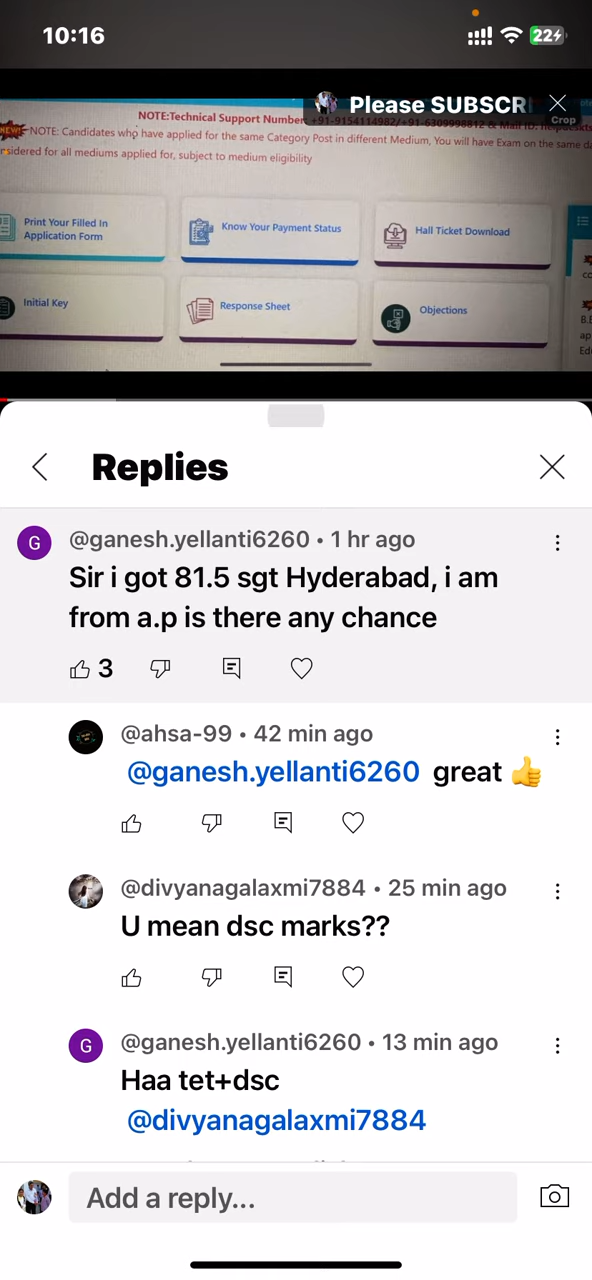 10:16
22
Please SUBSCRI
Crop
NOTE:Technical Support Number
NEW
NOTE: Candidates who have applied for the same Category Post in different Medium, You will have Exam on the same
sidered for all mediums applied for, subject to medium eligibility
Print Your Filled In
Application Form
Know Your Payment Status
Hall Ticket Download
Initial Key
Response Sheet
Objections
Replies
G
@ganesh.yellanti6260 • 1 hr ago
Sir i got 81.5 sgt Hyderabad, i am
from a.p is there any chance
3
@ahsa-99 • 42 min ago
@ganesh.yellanti6260 great 👍
@divyanagalaxmi7884 • 25 min ago
U mean dsc marks??
G
@ganesh.yellanti6260 • 13 min ago
Haa tet+dsc
@divyanagalaxmi7884
Add a reply...